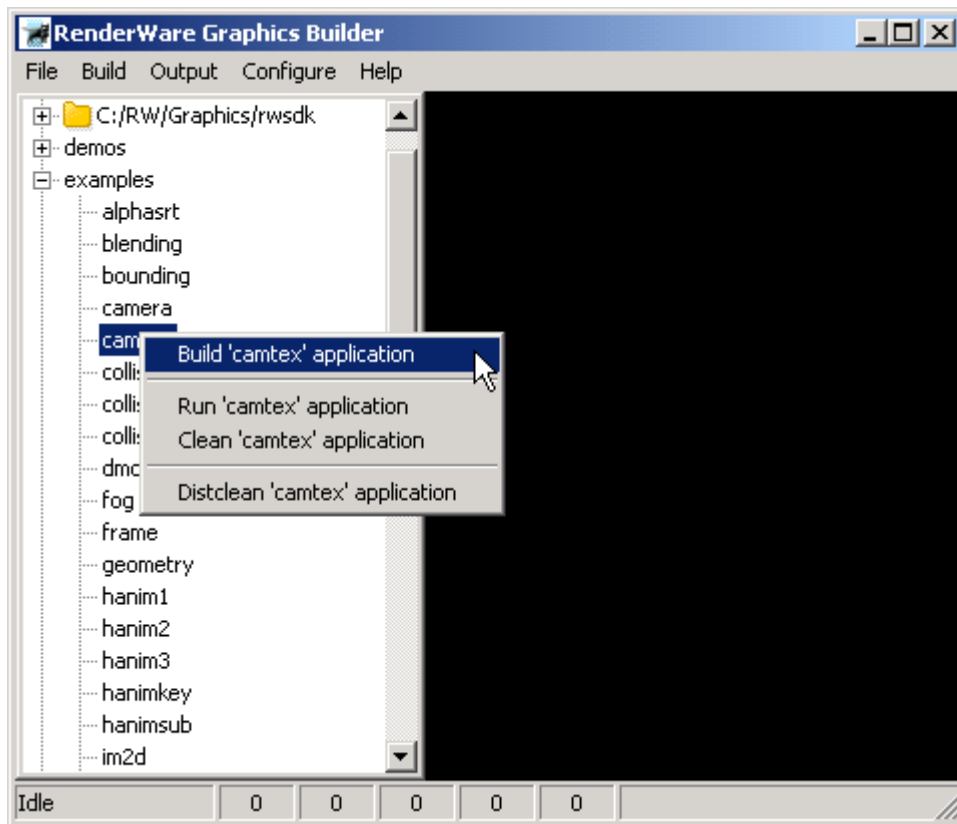 RenderWare Graphics Builder
File Build Output Configure Help
C:/RW/Graphics/rwsdk
demos
examples
alphasrt
blending
bounding
camera
Build 'camtex' application
Run 'camtex' application
Clean 'camtex' application
Distclean 'camtex' application
fog
frame
geometry
hanim1
hanim2
hanim3
hanimkey
hanimsub
im2d
Idle 0 0 0 0 0